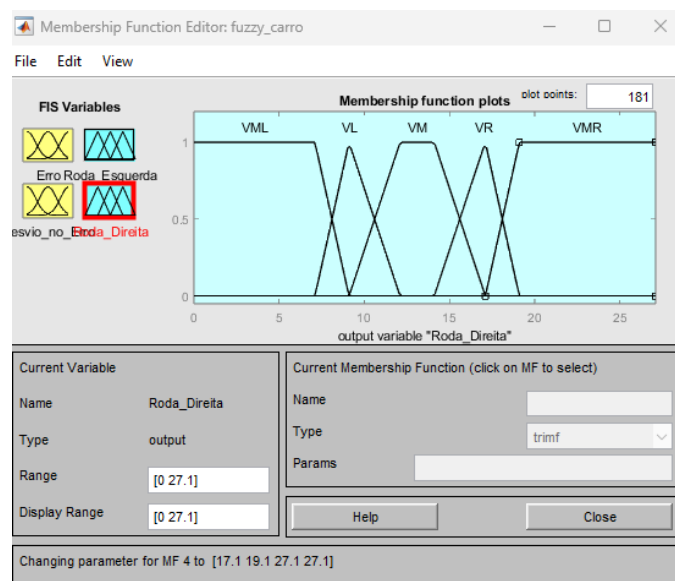 Membership Function Editor: fuzzy_carro
File Edit View
FIS Variables
Membership function plots
plot points:
181
Erro Roda_Esquerda
esvio_no_Erro
Roda_Direita
VML VL VM VR VMR
1
0.5
0
0 5 10 15 20 25
output variable "Roda_Direita"
Current Variable
Name Roda_Direita
Type output
Range [0 27.1]
Display Range [0 27.1]
Current Membership Function (click on MF to select)
Name
Type trimf
Params
Help Close
Changing parameter for MF 4 to [17.1 19.1 27.1 27.1]